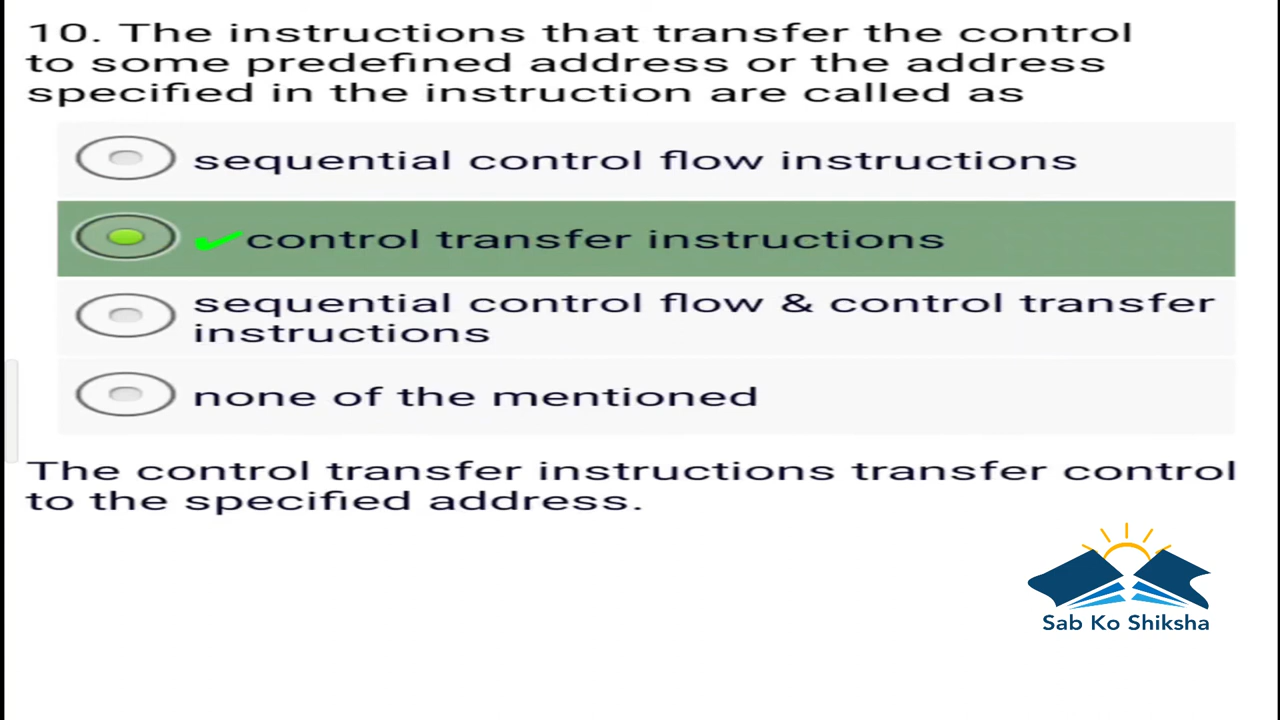 10. The instructions that transfer the control
to some predefined address or the address
specified in the instruction are called as
sequential control flow instructions
✔control transfer instructions
sequential control flow & control transfer
instructions
none of the mentioned
The control transfer instructions transfer control
to the specified address.
Sab Ko Shiksha